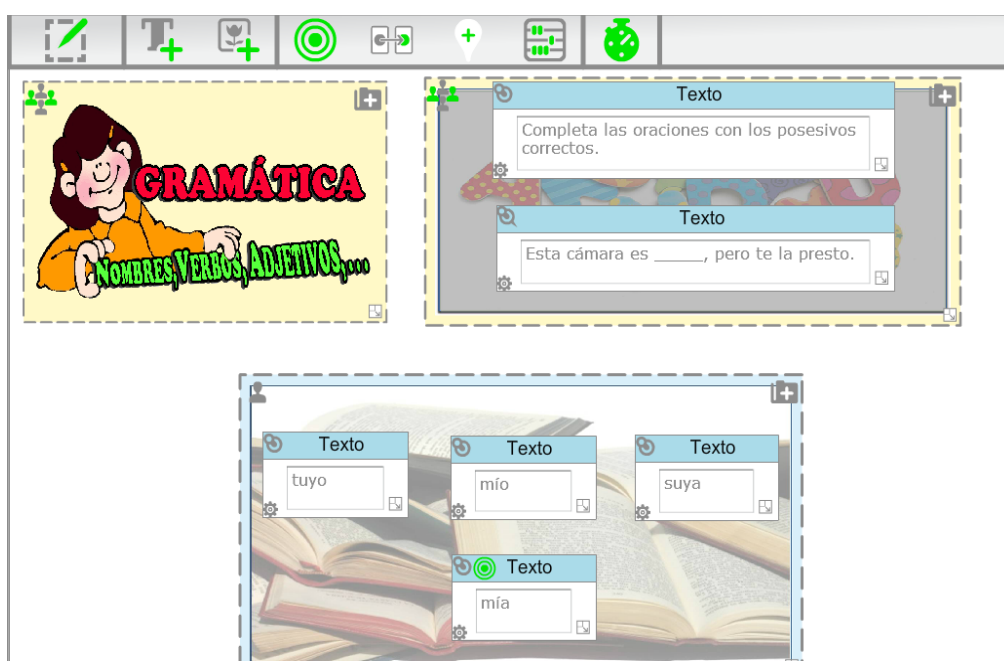 GRAMÁTICA
NOMBRES,VERBOS, ADJETIVOS,...
Texto
Completa las oraciones con los posesivos
correctos.
Texto
Esta cámara es _____, pero te la presto.
Texto
tuyo
Texto
mío
Texto
suya
Texto
mía